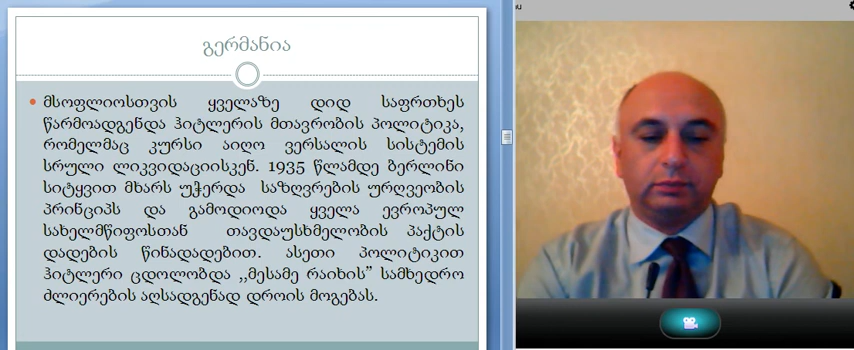 გერმანია
მსოფლიოსთვის ყველაზე დიდ საფრთხეს
წარმოადგენდა ჰიტლერის მთავრობის პოლიტიკა,
რომელმაც კურსი აიღო ვერსალის სისტემის
სრული ლიკვიდაციისკენ. 1935 წლამდე ბერლინი
სიტყვით მხარს უჭერდა საზღვრების ურღვეობის
პრინციპს და გამოდიოდა ყველა ევროპულ
სახელმწიფოსთან თავდაუსხმელობის პაქტის
დადების წინადადებით. ასეთი პოლიტიკით
ჰიტლერი ცდილობდა ,,მესამე რაიხის” სამხედრო
ძლიერების აღსადგენად დროის მოგებას.